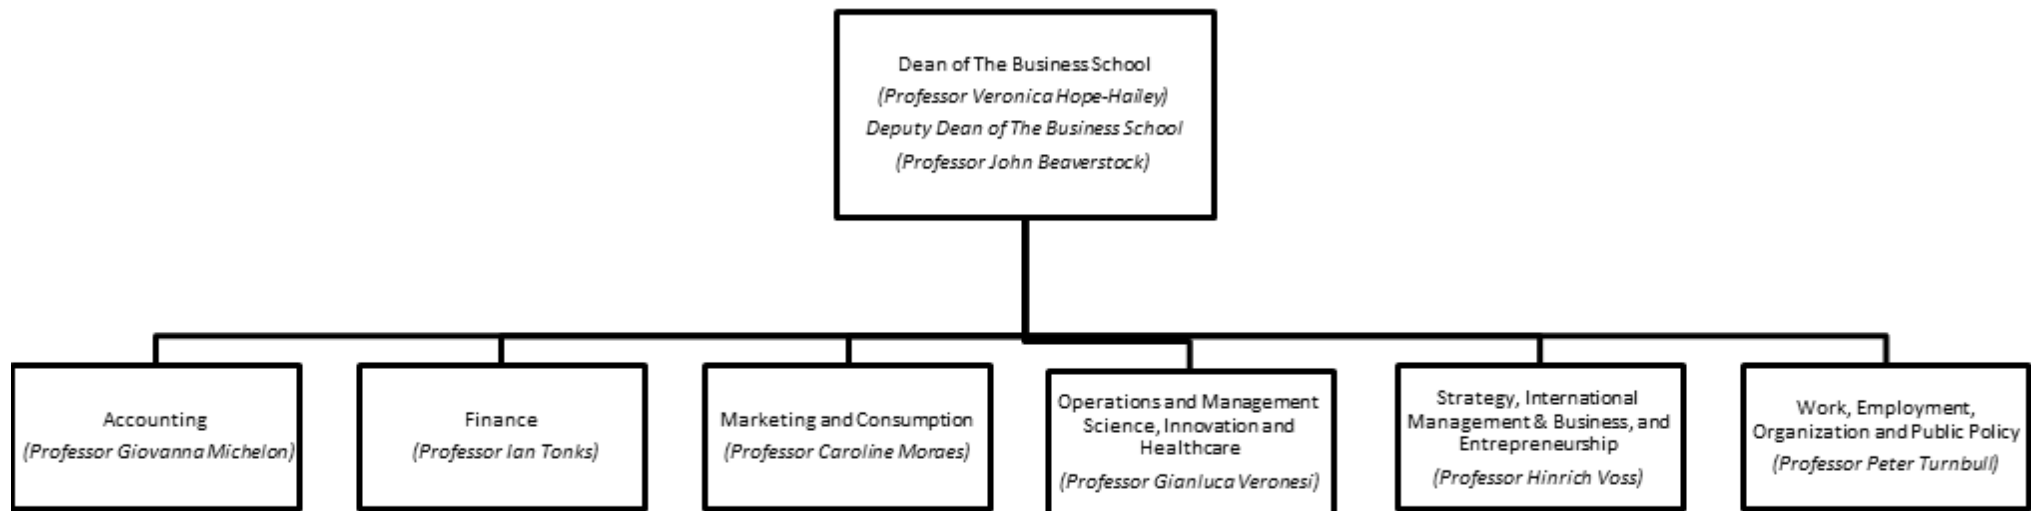 Dean of The Business School
(Professor Veronica Hope-Hailey)
Deputy Dean of The Business School
(Professor John Beaverstock)
Accounting
(Professor Giovanna Michelon)
Finance
(Professor Ian Tonks)
Marketing and Consumption
(Professor Caroline Moraes)
Operations and Management
Science, Innovation and
Healthcare
(Professor Gianluca Veronesi)
Strategy, International
Management & Business, and
Entrepreneurship
(Professor Hinrich Voss)
Work, Employment,
Organization and Public Policy
(Professor Peter Turnbull)